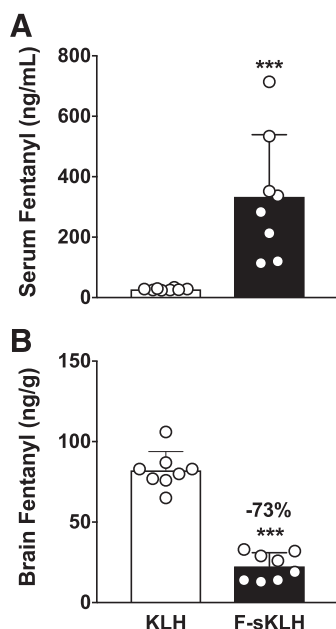 A
Serum Fentanyl (ng/mL)
800
600
400
200
0
***
B
Brain Fentanyl (ng/g)
150
100
50
0
-73%
***
KLH F-sKLH